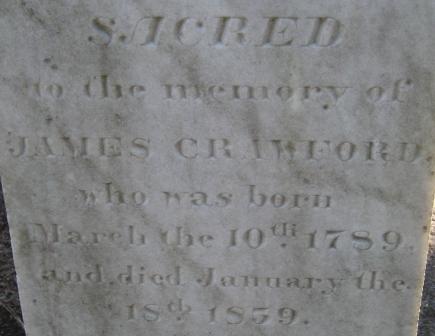 SACRED
to the memory of
JAMES CRAWFORD,
who was born
March the 10th 1789,
and died January the
18th 1839.